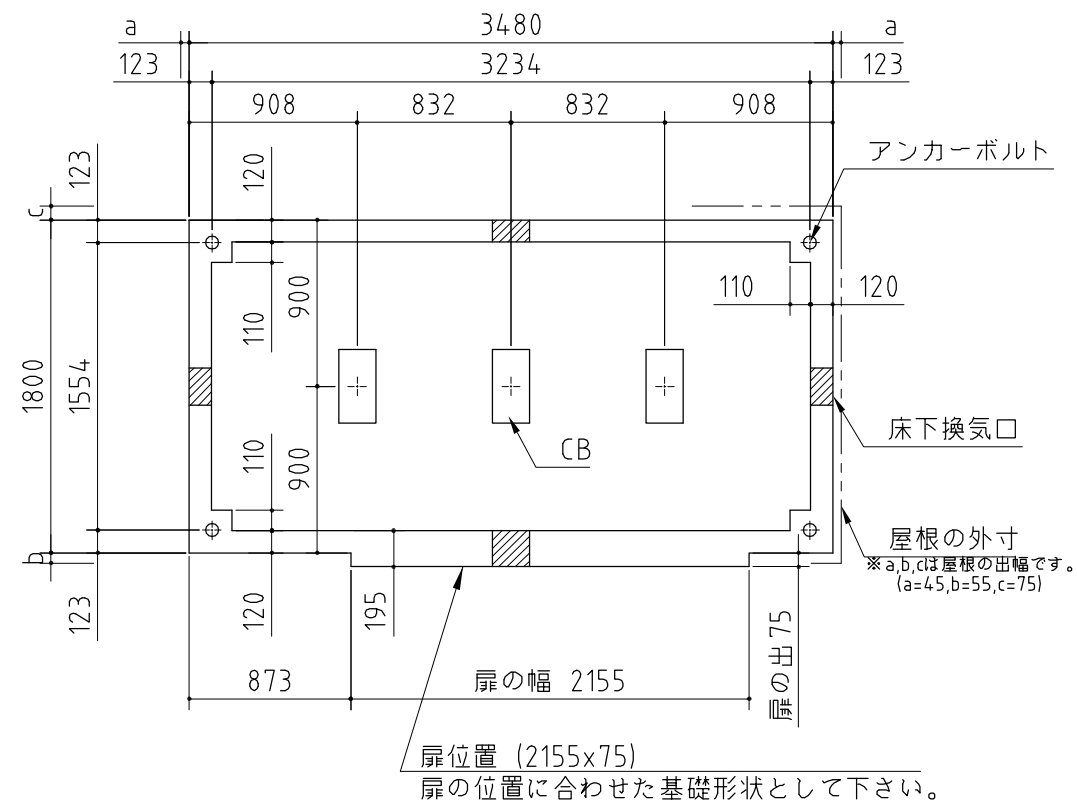 a 3480 a
123 3234 123
908 832 832 908
アンカーボルト
123
120
c
900
110
110 120
1800
1554
床下換気口
CB
110
900
屋根の外寸
※a,b,cは屋根の出幅です。
(a=45,b=55,c=75)
b
123
120
195
扉の出75
873 扉の幅 2155
扉位置 (2155x75)
扉の位置に合わせた基礎形状として下さい。